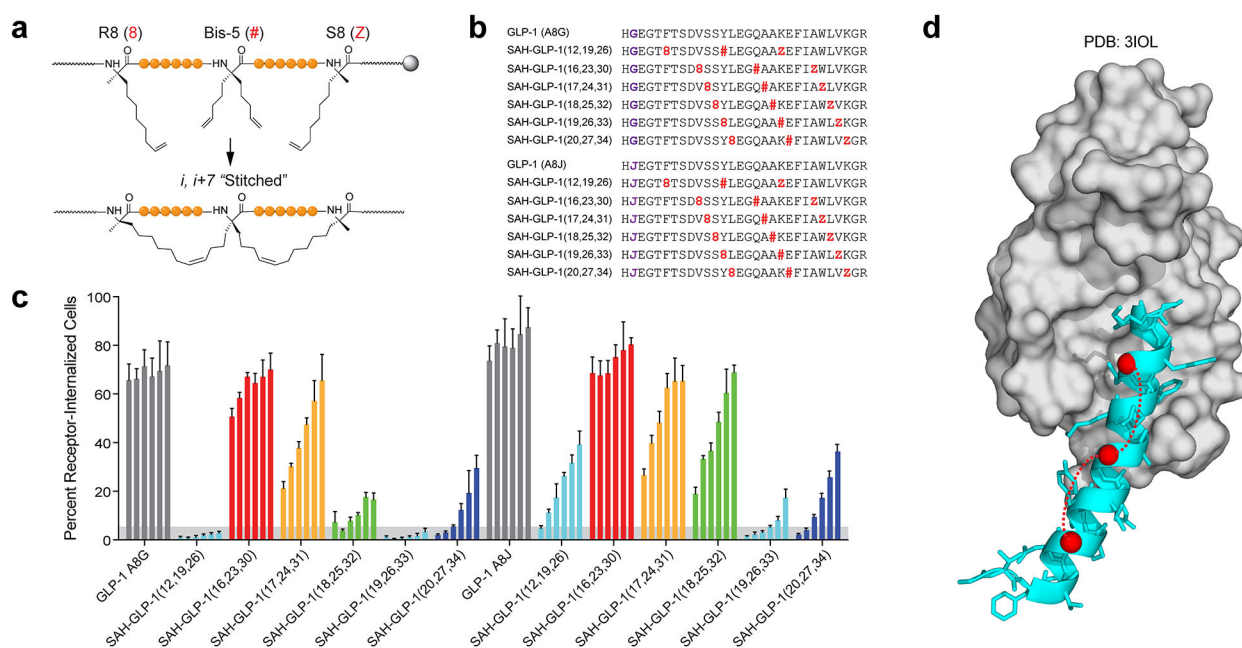 a
R8 (8)
Bis-5 (#)
S8 (Z)
NH
O
NH
O
NH
O
i, i+7 "Stitched"
NH
O
NH
O
NH
O
b
GLP-1 (A8G) HGEGTFTSDVSSYLEGQAAKEFIAWLVKGR
SAH-GLP-1(12,19,26) HGEGT8TSDVSS#LEGQAAZEFIAWLVKGR
SAH-GLP-1(16,23,30) HGEGTFTSD8SSYLEG#AAKEFIZWLVKGR
SAH-GLP-1(17,24,31) HGEGTFTSDV8SYLEGQ#AKEFIAZLVKGR
SAH-GLP-1(18,25,32) HGEGTFTSDVS8YLEGQA#KEFIAWZVKGR
SAH-GLP-1(19,26,33) HGEGTFTSDVSS8LEGQAA#EFIAWLZKGR
SAH-GLP-1(20,27,34) HGEGTFTSDVSSY8EGQAAK#FIAWLVZGR
GLP-1 (A8J) HJEGTFTSDVSSYLEGQAAKEFIAWLVKGR
SAH-GLP-1(12,19,26) HJEGT8TSDVSS#LEGQAAZEFIAWLVKGR
SAH-GLP-1(16,23,30) HJEGTFTSD8SSYLEG#AAKEFIZWLVKGR
SAH-GLP-1(17,24,31) HJEGTFTSDV8SYLEGQ#AKEFIAZLVKGR
SAH-GLP-1(18,25,32) HJEGTFTSDVS8YLEGQA#KEFIAWZVKGR
SAH-GLP-1(19,26,33) HJEGTFTSDVSS8LEGQAA#EFIAWLZKGR
SAH-GLP-1(20,27,34) HJEGTFTSDVSSY8EGQAAK#FIAWLVZGR
c
Percent Receptor-Internalized Cells
100
80
60
40
20
0
GLP-1 A8G
SAH-GLP-1(12,19,26)
SAH-GLP-1(16,23,30)
SAH-GLP-1(17,24,31)
SAH-GLP-1(18,25,32)
SAH-GLP-1(19,26,33)
SAH-GLP-1(20,27,34)
GLP-1 A8J
SAH-GLP-1(12,19,26)
SAH-GLP-1(16,23,30)
SAH-GLP-1(17,24,31)
SAH-GLP-1(18,25,32)
SAH-GLP-1(19,26,33)
SAH-GLP-1(20,27,34)
d
PDB: 3IOL